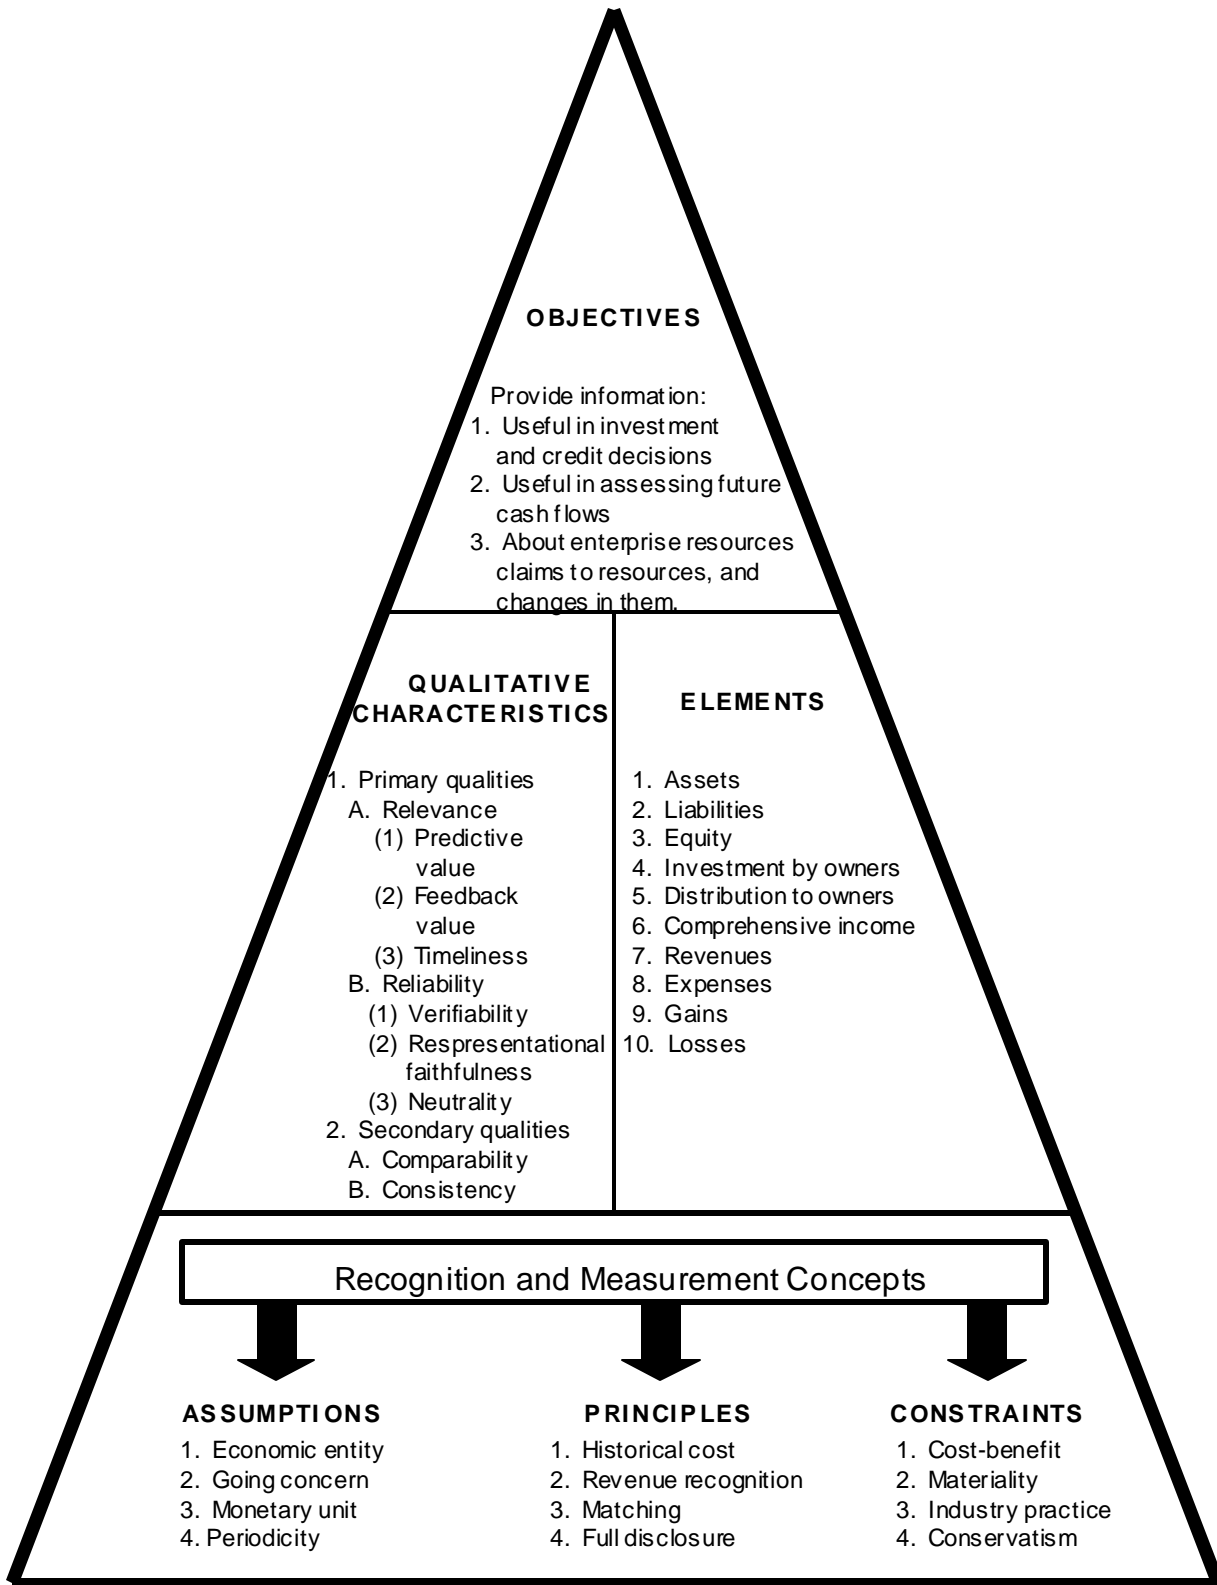 OBJECTIVES
Provide information:
1. Useful in investment
and credit decisions
2. Useful in assessing future
cash flows
3. About enterprise resources
claims to resources, and
changes in them.
QUALITATIVE
CHARACTERISTICS
1. Primary qualities
A. Relevance
(1) Predictive
value
(2) Feedback
value
(3) Timeliness
B. Reliability
(1) Verifiability
(2) Respresentational
faithfulness
(3) Neutrality
2. Secondary qualities
A. Comparability
B. Consistency
ELEMENTS
1. Assets
2. Liabilities
3. Equity
4. Investment by owners
5. Distribution to owners
6. Comprehensive income
7. Revenues
8. Expenses
9. Gains
10. Losses
Recognition and Measurement Concepts
ASSUMPTIONS
1. Economic entity
2. Going concern
3. Monetary unit
4. Periodicity
PRINCIPLES
1. Historical cost
2. Revenue recognition
3. Matching
4. Full disclosure
CONSTRAINTS
1. Cost-benefit
2. Materiality
3. Industry practice
4. Conservatism